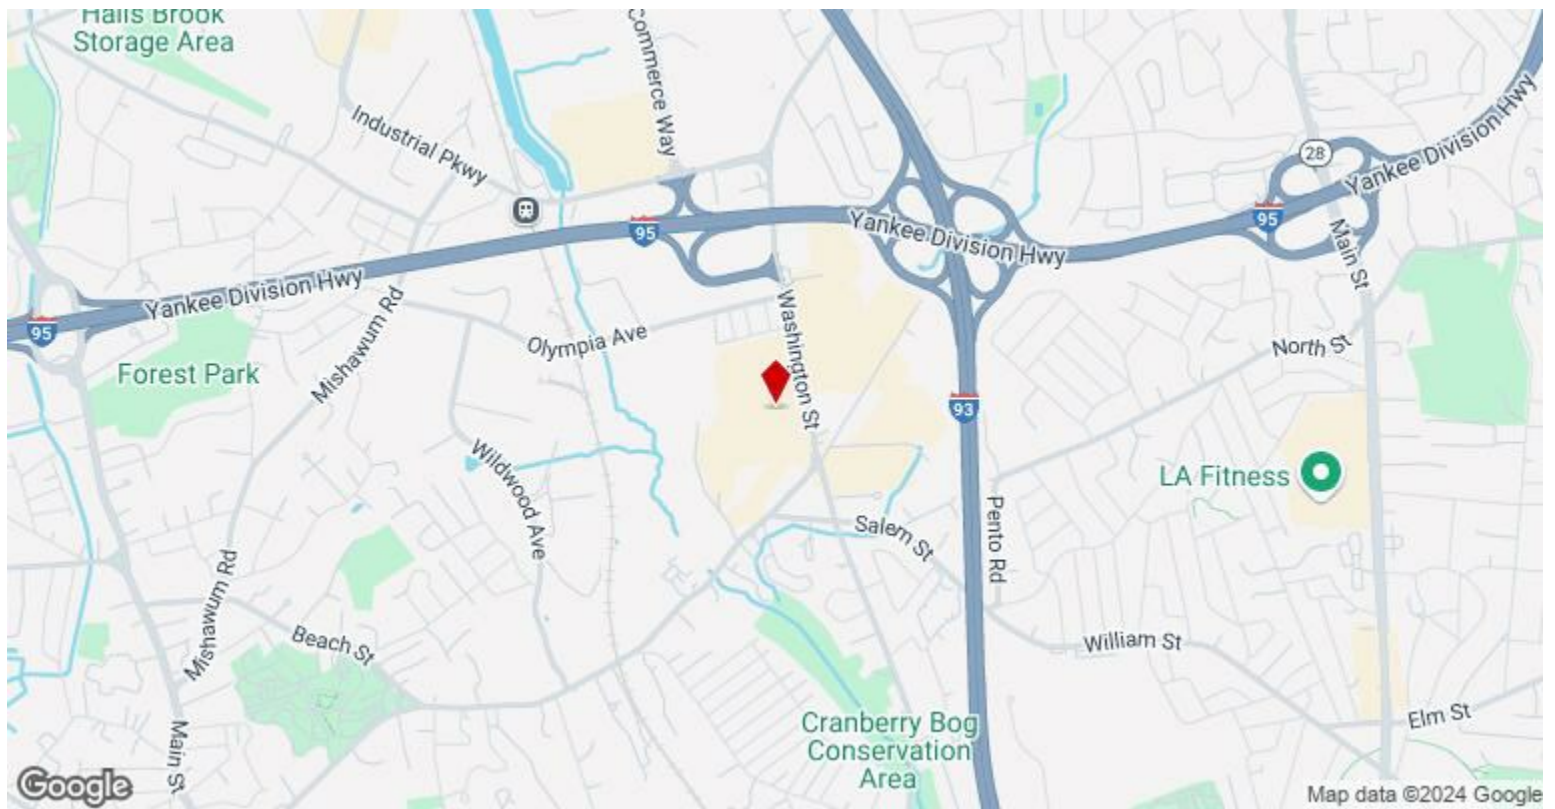 Halls Brook
Storage Area
Commerce Way
Industrial Pkwy
28
Yankee Division Hwy
95
Yankee Division Hwy
95
Main St
Yankee Division Hwy
95
Mishawum Rd
Olympia Ave
Washington St
North St
Forest Park
93
Wildwood Ave
LA Fitness
Salem St
Pento Rd
Mishawum Rd
Beach St
William St
Main St
Cranberry Bog
Conservation
Area
Elm St
Google
Map data ©2024 Google